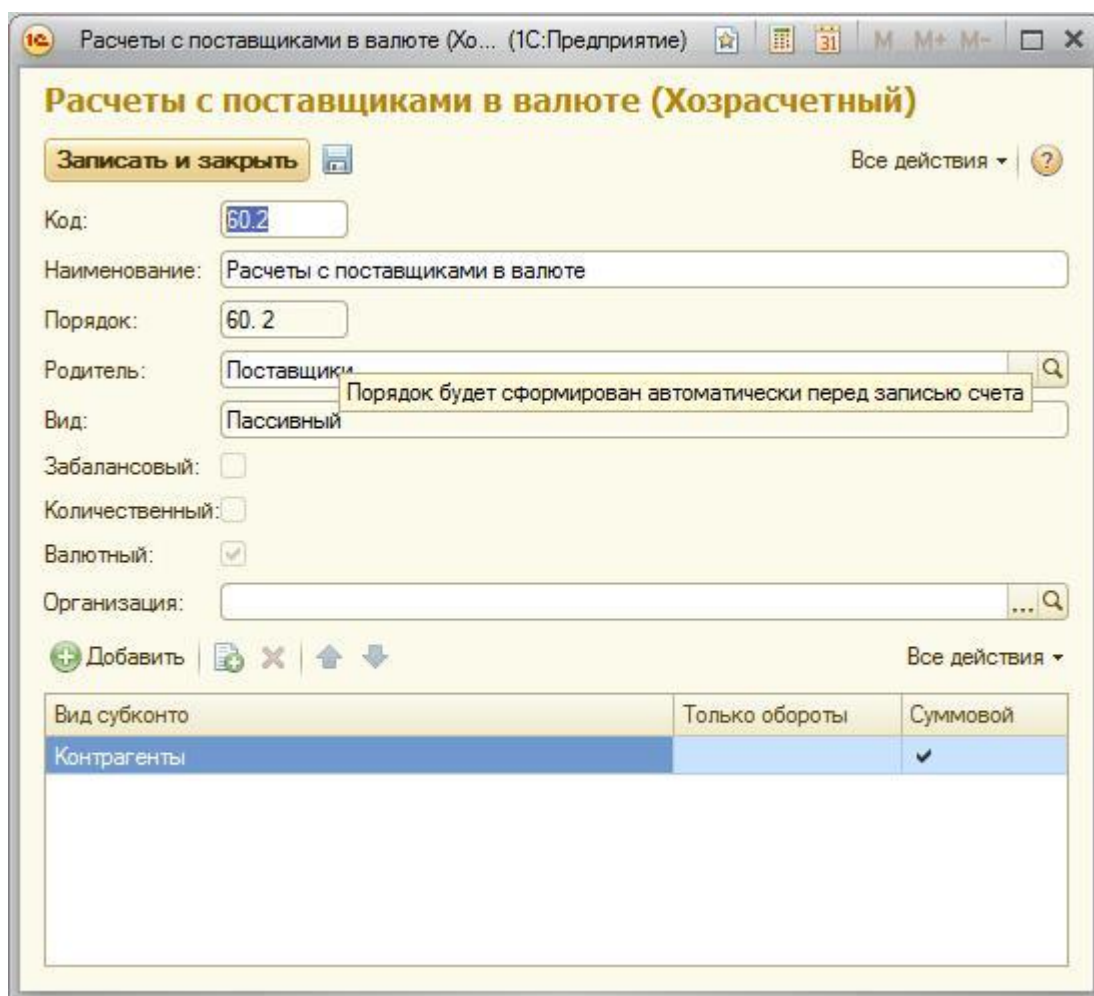 1С Расчеты с поставщиками в валюте (Хо... (1С:Предприятие) 31 M M+ M-
Расчеты с поставщиками в валюте (Хозрасчетный)
Записать и закрыть Все действия ?
Код: 60.2
Наименование: Расчеты с поставщиками в валюте
Порядок: 60. 2
Родитель: Поставщики
Порядок будет сформирован автоматически перед записью счета
Вид: Пассивный
Забалансовый:
Количественный:
Валютный:
Организация: ...
Добавить Все действия
Вид субконто Только обороты Суммовой
Контрагенты